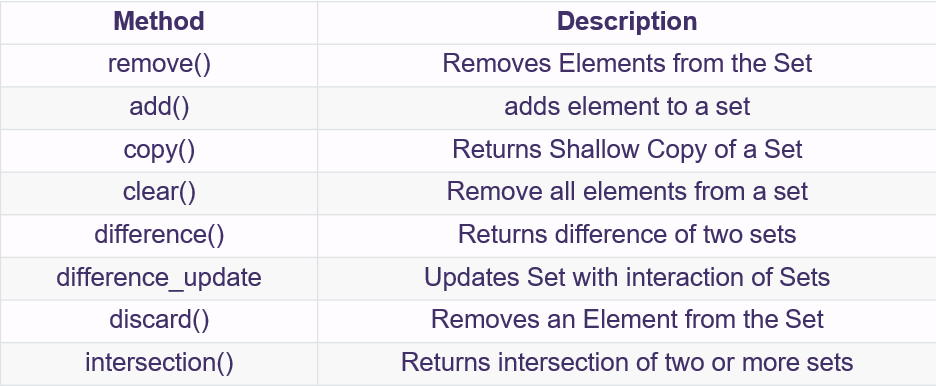 Method Description
remove() Removes Elements from the Set
add() adds element to a set
copy() Returns Shallow Copy of a Set
clear() Remove all elements from a set
difference() Returns difference of two sets
difference_update Updates Set with interaction of Sets
discard() Removes an Element from the Set
intersection() Returns intersection of two or more sets